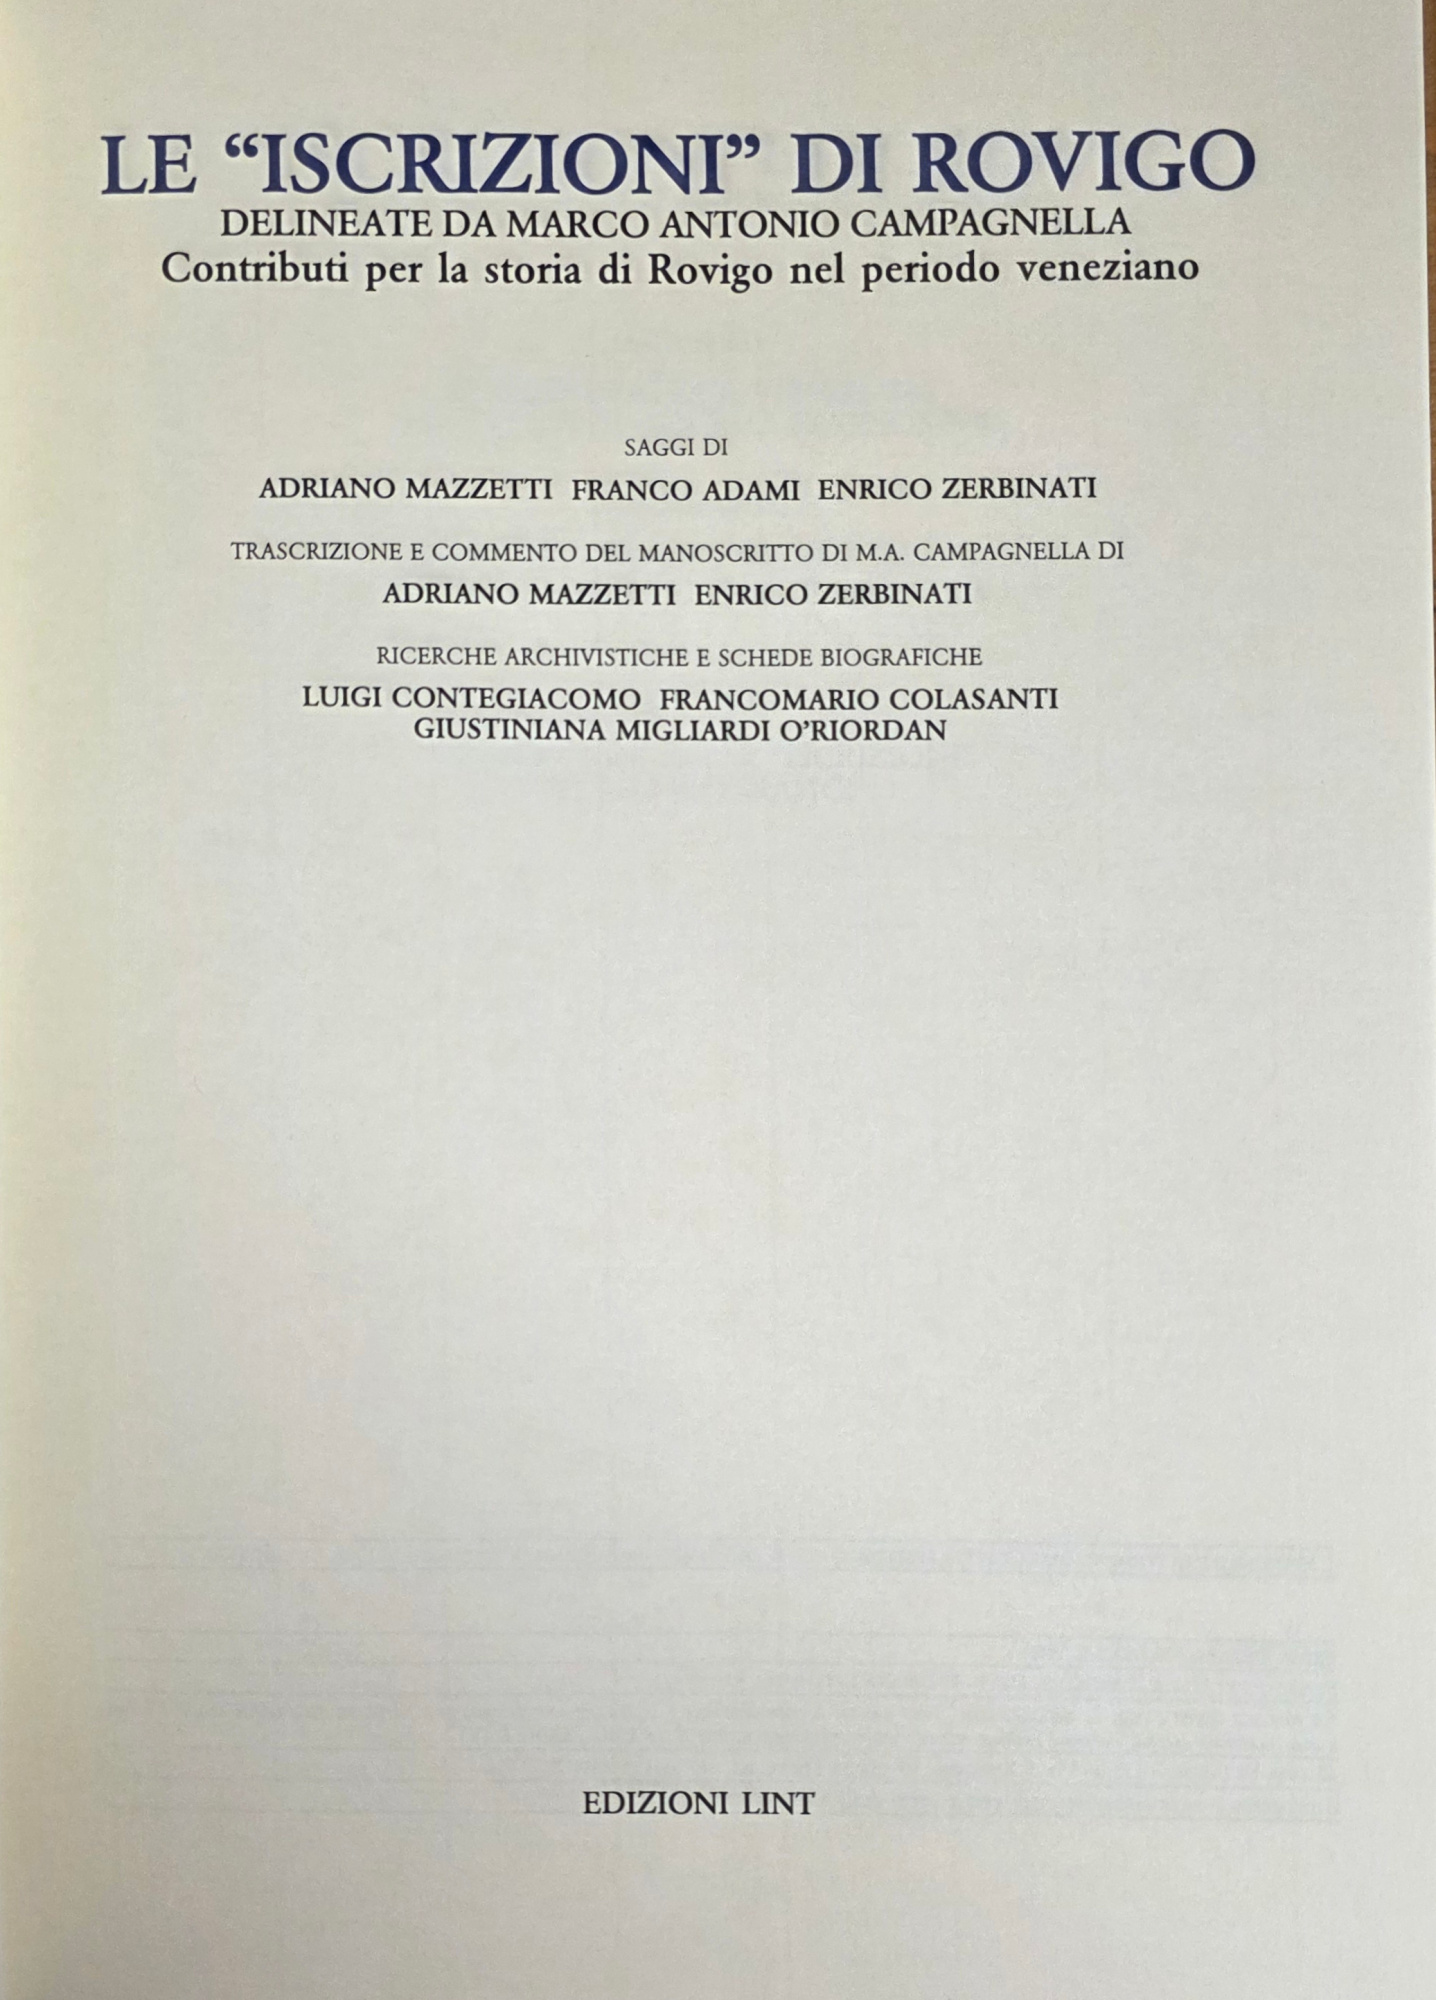 LE “ISCRIZIONI” DI ROVIGO
DELINEATE DA MARCO ANTONIO CAMPAGNELLA
Contributi per la storia di Rovigo nel periodo veneziano
SAGGI DI
ADRIANO MAZZETTI FRANCO ADAMI ENRICO ZERBINATI
TRASCRIZIONE E COMMENTO DEL MANOSCRITTO DI M.A. CAMPAGNELLA DI
ADRIANO MAZZETTI ENRICO ZERBINATI
RICERCHE ARCHIVISTICHE E SCHEDE BIOGRAFICHE
LUIGI CONTEGIACOMO FRANCOMARIO COLASANTI
GIUSTINIANA MIGLIARDI O’RIORDAN
EDIZIONI LINT